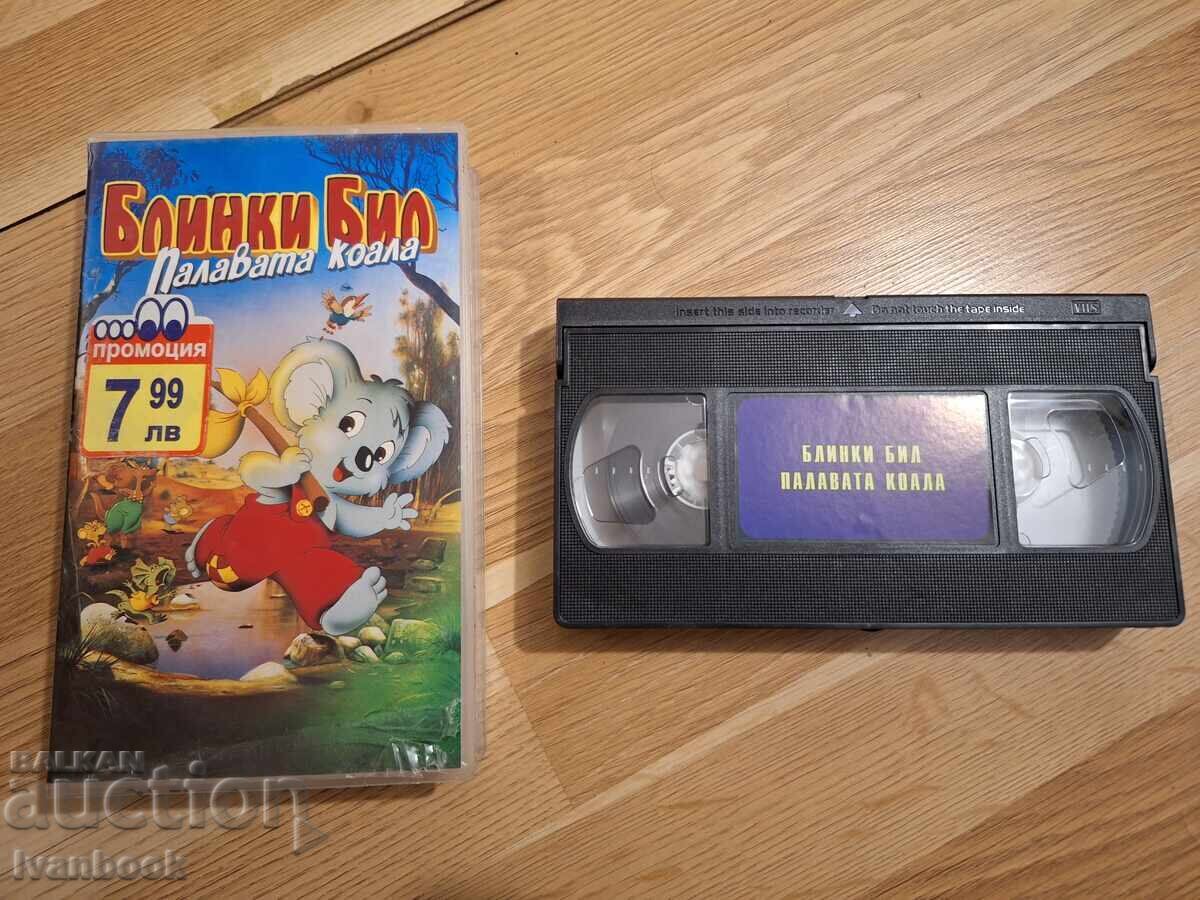 Блинки Бил
Палавата коала
промоция
7 99
лв
Insert this side into recorder
Do not touch the tape inside
VHS
БЛИНКИ БИЛ
ПАЛАВАТА КОАЛА
BALKAN
auction
Ivanbook